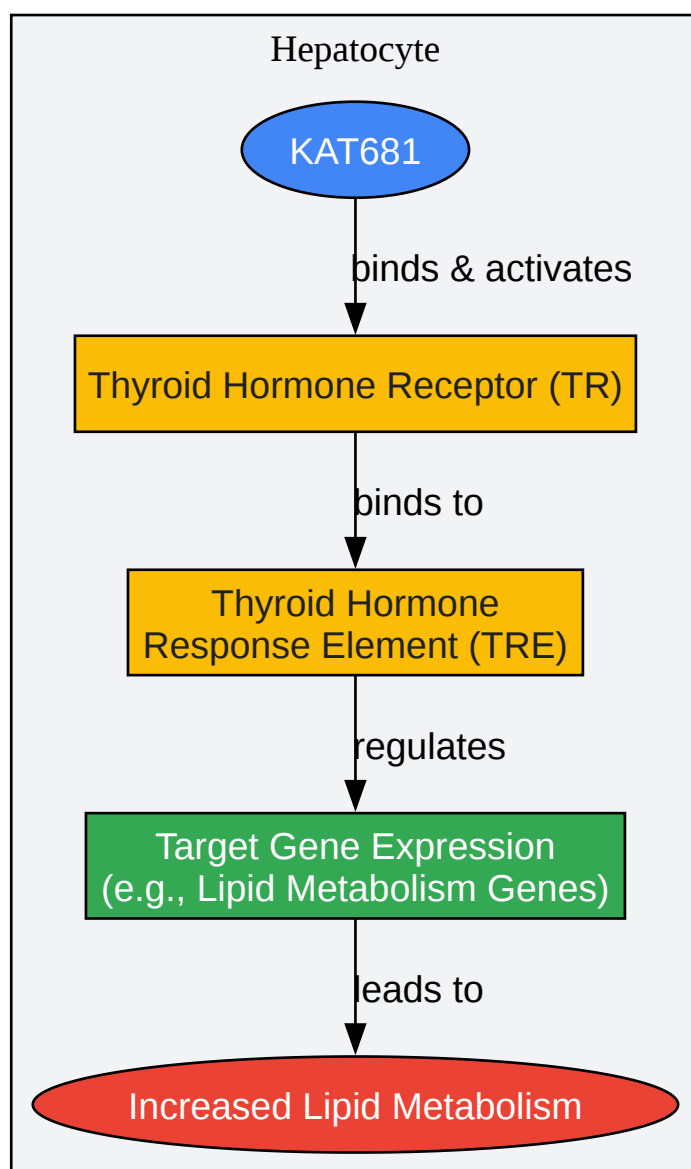 Hepatocyte
KAT681
binds & activates
Thyroid Hormone Receptor (TR)
binds to
Thyroid Hormone
Response Element (TRE)
regulates
Target Gene Expression
(e.g., Lipid Metabolism Genes)
leads to
Increased Lipid Metabolism